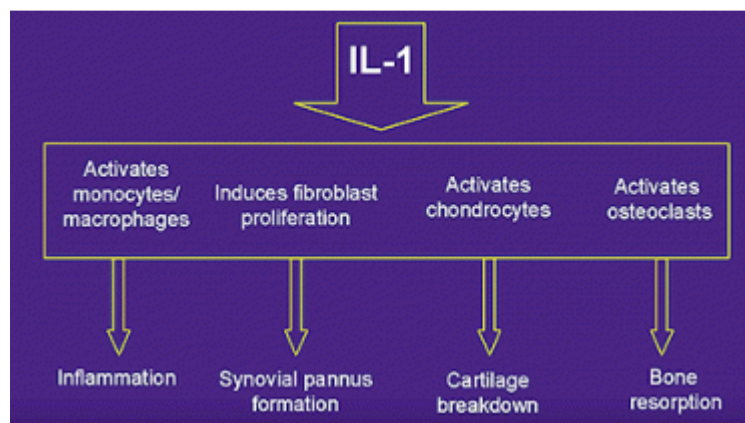 IL-1
Activates
monocytes/
macrophages
Induces fibroblast
proliferation
Activates
chondrocytes
Activates
osteoclasts
Inflammation
Synovial pannus
formation
Cartilage
breakdown
Bone
resorption